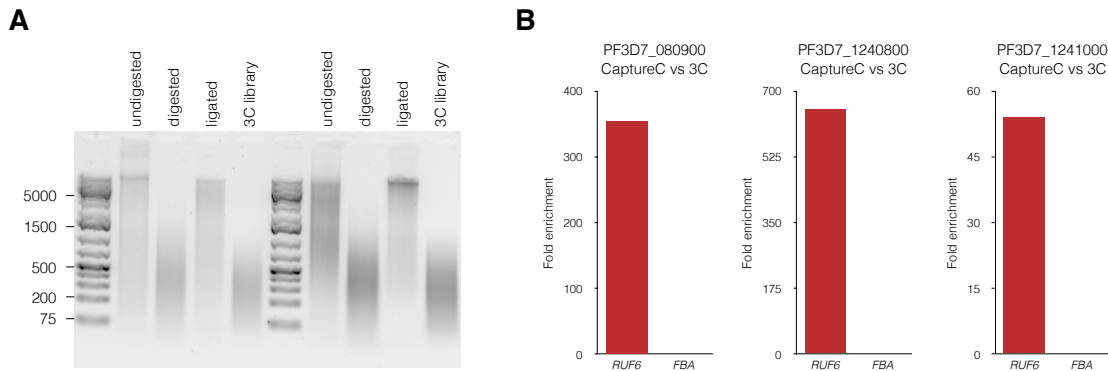 A
undigested
digested
ligated
3C library
undigested
digested
ligated
3C library
5000
1500
500
200
75
B
PF3D7_080900
CaptureC vs 3C
Fold enrichment
400
300
200
100
0
RUF6 FBA
PF3D7_1240800
CaptureC vs 3C
Fold enrichment
700
525
350
175
0
RUF6 FBA
PF3D7_1241000
CaptureC vs 3C
Fold enrichment
60
45
30
15
0
RUF6 FBA